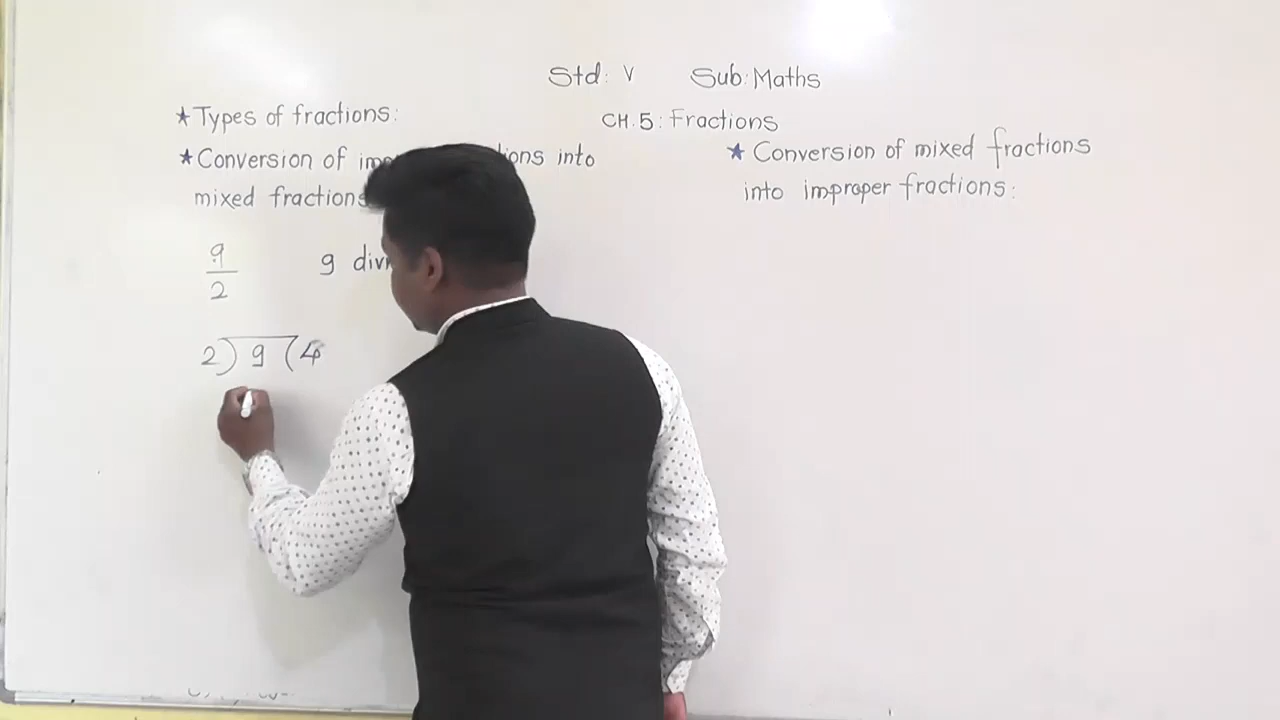 Std: V Sub: Maths
CH.5: Fractions
★ Types of fractions:
★ Conversion of into
mixed fractions
9
2
9
2) 9 (4
★ Conversion of mixed fractions
into improper fractions: